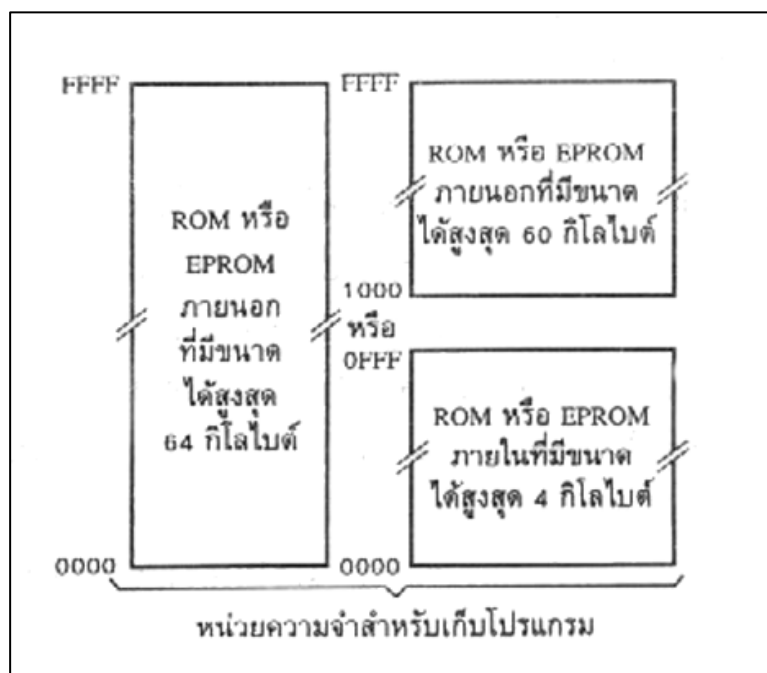 FFFF
ROM หรือ
EPROM
ภายนอก
ที่มีขนาด
ได้สูงสุด
64 กิโลไบต์
0000
FFFF
ROM หรือ EPROM
ภายนอกที่มีขนาด
ได้สูงสุด 60 กิโลไบต์
1000
หรือ
0FFF
ROM หรือ EPROM
ภายในที่มีขนาด
ได้สูงสุด 4 กิโลไบต์
0000
หน่วยความจำสำหรับเก็บโปรแกรม